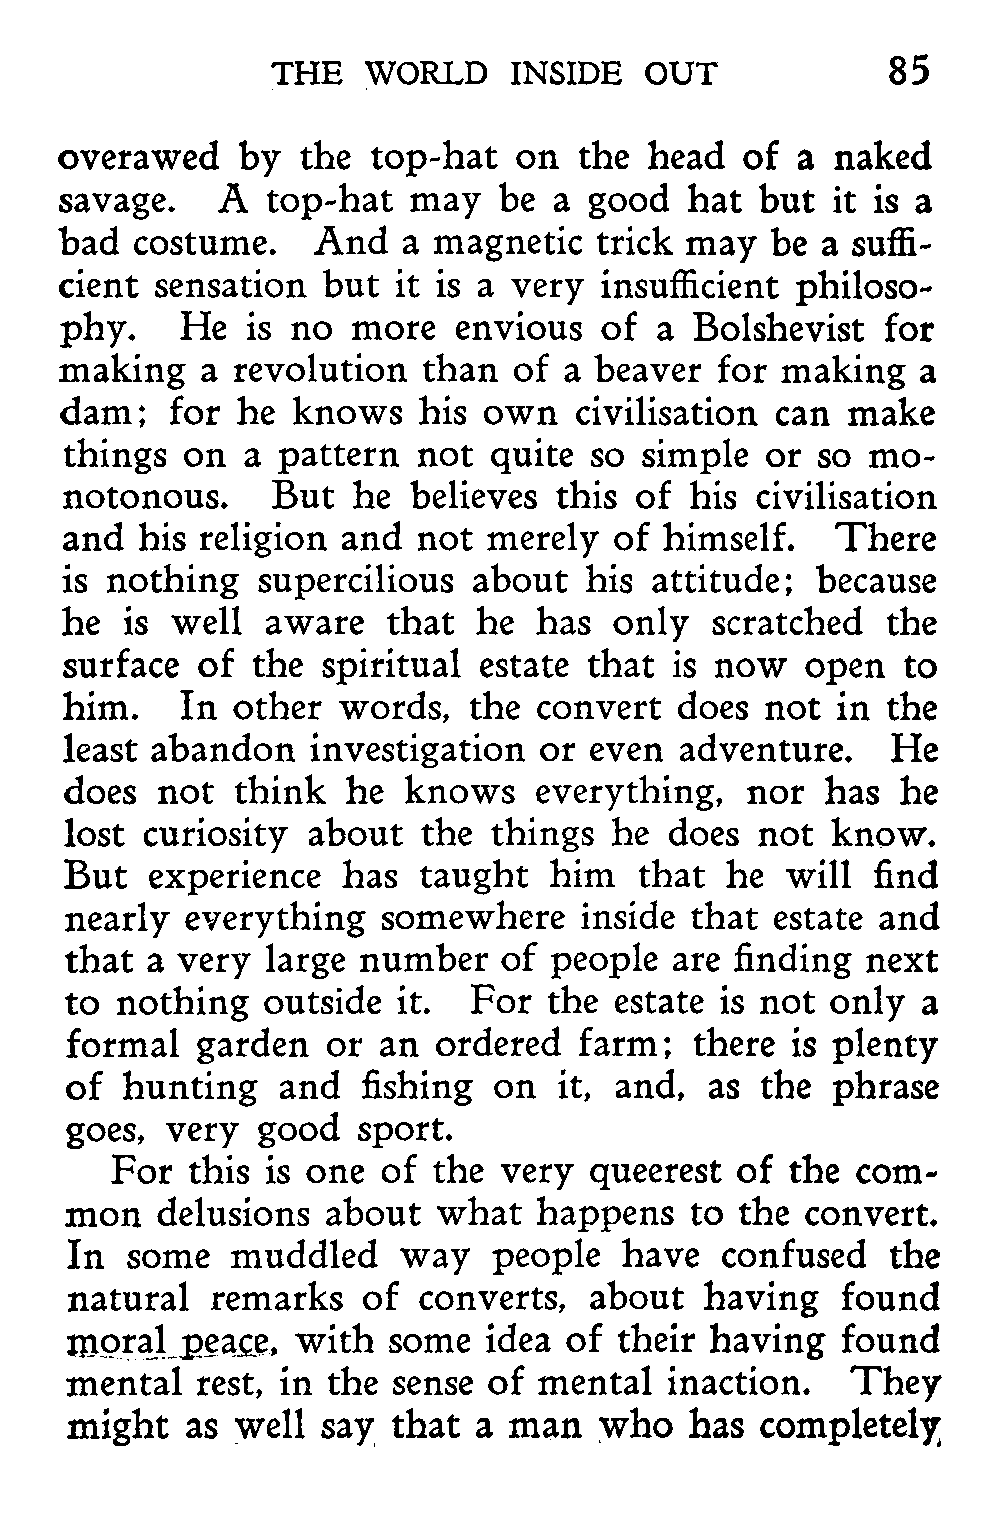 THE WORLD INSIDE OUT 85
overawed by the top-hat on the head of a naked
savage. A top-hat may be a good hat but it is a
bad costume. And a magnetic trick may be a suffi-
cient sensation but it is a very insufficient philoso-
phy. He is no more envious of a Bolshevist for
making a revolution than of a beaver for making a
dam; for he knows his own civilisation can make
things on a pattern not quite so simple or so mo-
notonous. But he believes this of his civilisation
and his religion and not merely of himself. There
is nothing supercilious about his attitude; because
he is well aware that he has only scratched the
surface of the spiritual estate that is now open to
him. In other words, the convert does not in the
least abandon investigation or even adventure. He
does not think he knows everything, nor has he
lost curiosity about the things he does not know.
But experience has taught him that he will find
nearly everything somewhere inside that estate and
that a very large number of people are finding next
to nothing outside it. For the estate is not only a
formal garden or an ordered farm; there is plenty
of hunting and fishing on it, and, as the phrase
goes, very good sport.
For this is one of the very queerest of the com-
mon delusions about what happens to the convert.
In some muddled way people have confused the
natural remarks of converts, about having found
moral peace, with some idea of their having found
mental rest, in the sense of mental inaction. They
might as well say that a man who has completely